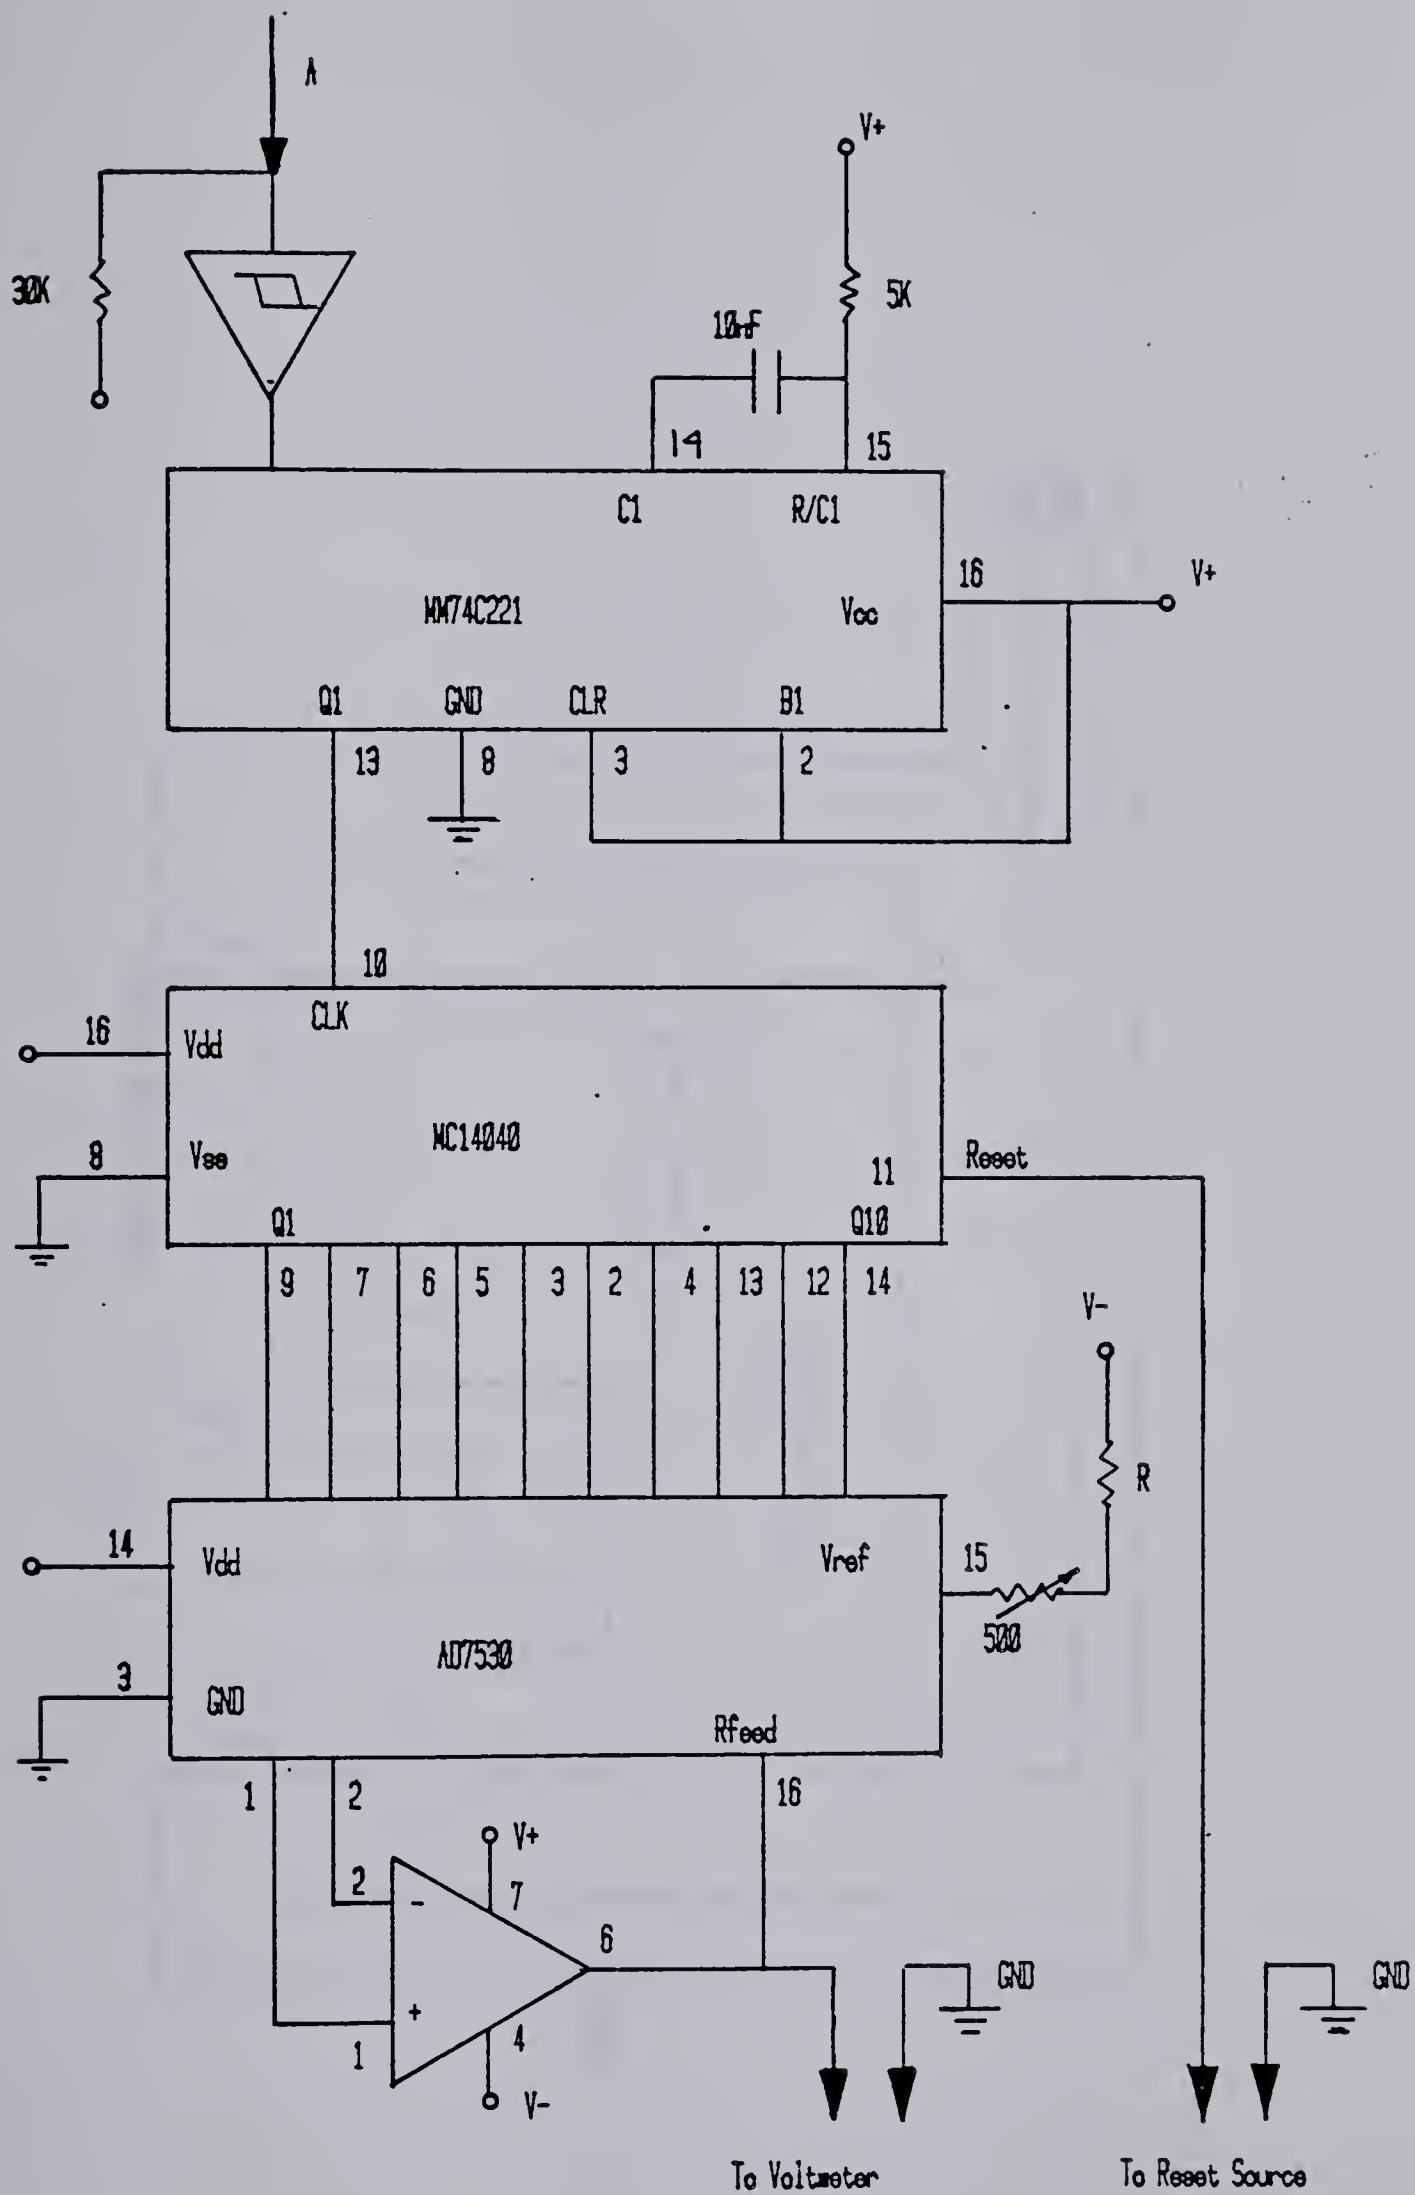 A
V+
30K
5K
10nF
14
15
C1
R/C1
16
V+
MM74C221
Vcc
Q1
GND
CLR
B1
13
8
3
2
10
CLK
16
Vdd
MC14040
8
Vss
11
Reset
Q1
Q10
9
7
6
5
3
2
4
13
12
14
V-
R
14
Vdd
Vref
15
500
AD7530
3
GND
Rfeed
1
2
16
V+
2
-
7
6
GND
GND
+
1
4
V-
To Voltmeter
To Reset Source